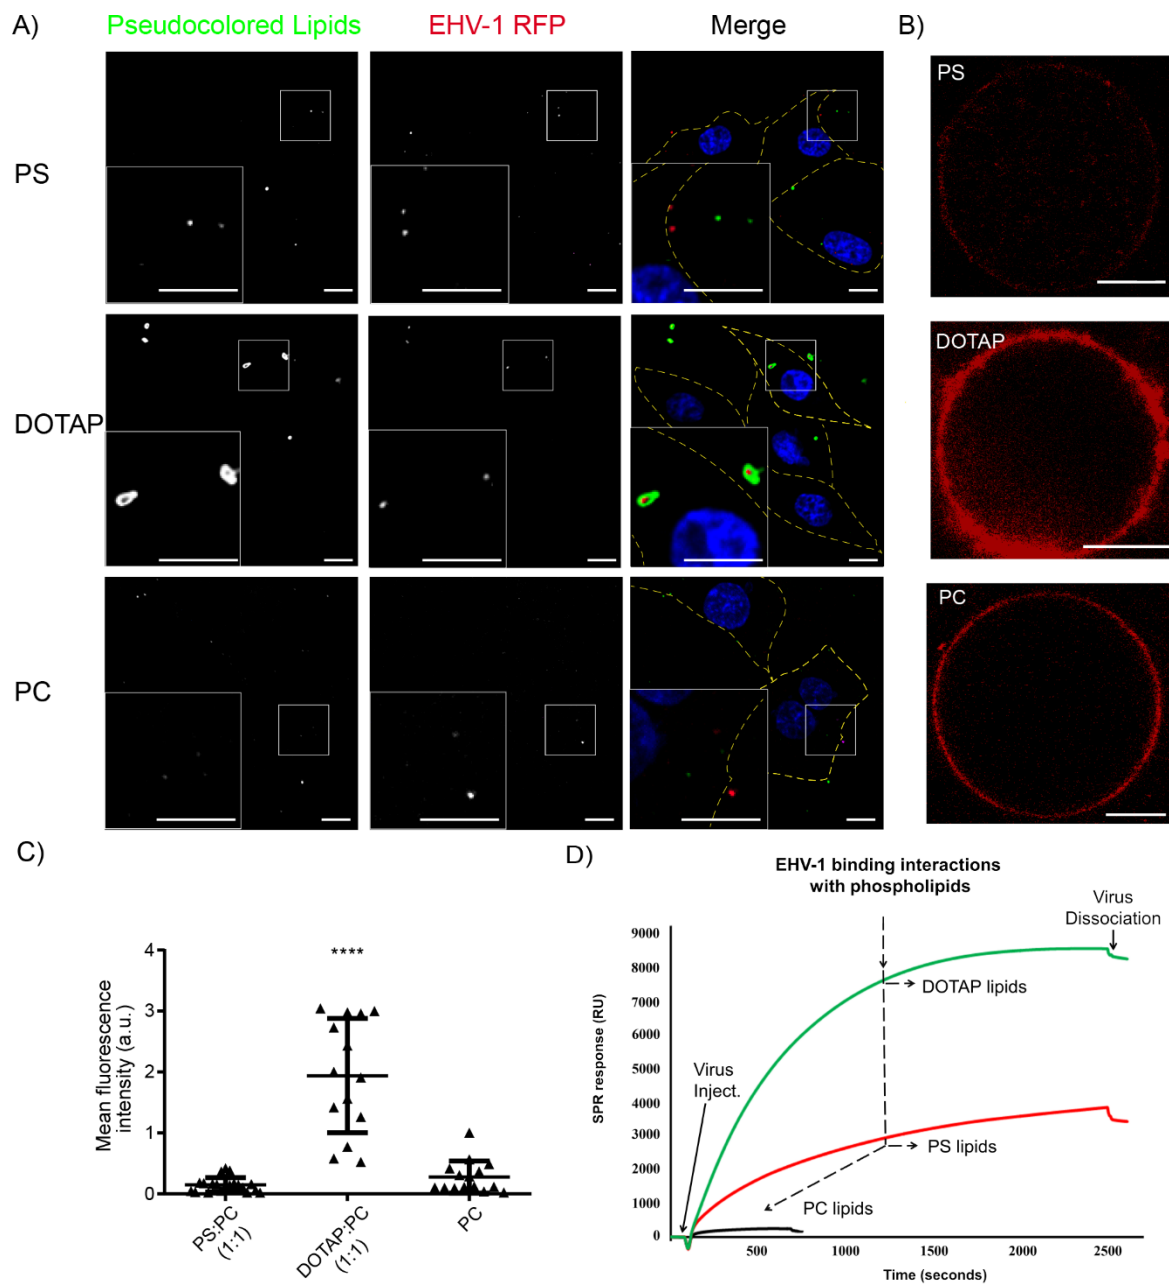 A)
Pseudocolored Lipids
EHV-1 RFP
Merge
B)
PS
PS
DOTAP
DOTAP
PC
PC
C)
Mean fluorescence
intensity (a.u.)
4
3
2
1
0
****
PS:PC
(1:1)
DOTAP:PC
(1:1)
PC
D)
EHV-1 binding interactions
with phospholipids
SPR response (RU)
9000
8000
7000
6000
5000
4000
3000
2000
1000
0
Virus
Inject.
Virus
Dissociation
DOTAP lipids
PS lipids
PC lipids
500
1000
1500
2000
2500
Time (seconds)